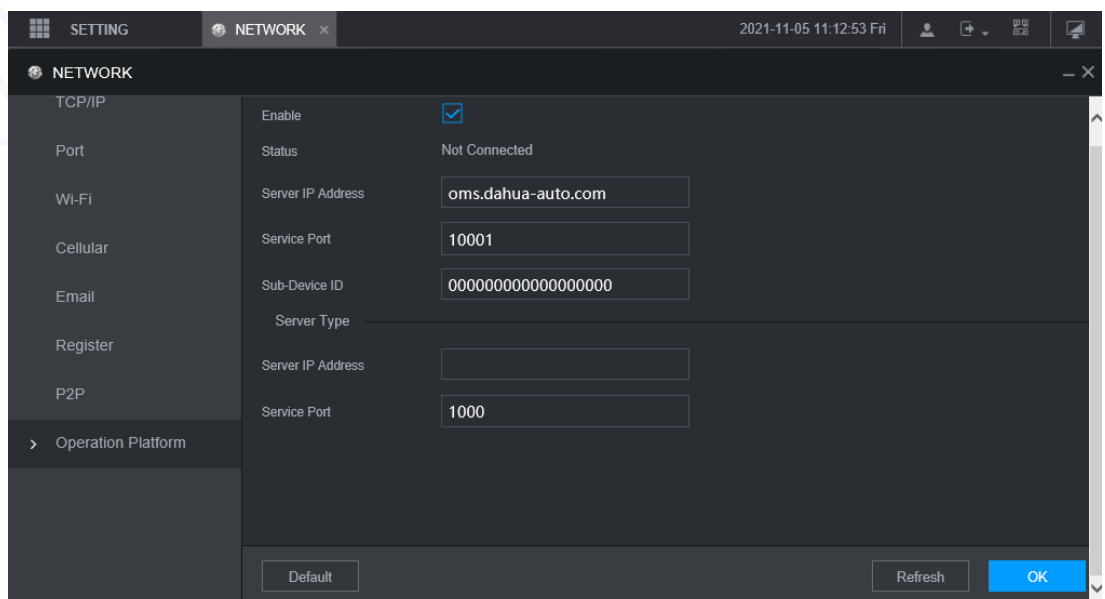 SETTING NETWORK × 2021-11-05 11:12:53 Fri
NETWORK
TCP/IP
Port
Wi-Fi
Cellular
Email
Register
P2P
Operation Platform
Enable
Status Not Connected
Server IP Address oms.dahua-auto.com
Service Port 10001
Sub-Device ID 000000000000000000
Server Type
Server IP Address
Service Port 1000
Default Refresh OK